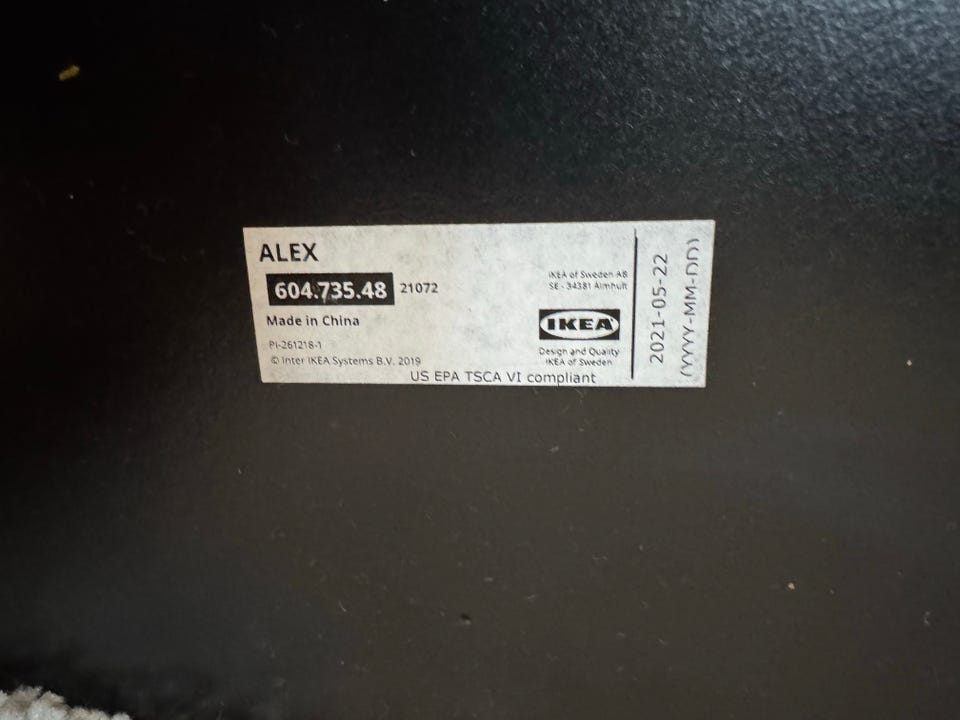 ALEX
604.735.48 21072
Made in China
PI-261218-1
© Inter IKEA Systems B.V. 2019
US EPA TSCA VI compliant
IKEA of Sweden AB
SE - 34381 Älmhult
IKEA
Design and Quality
IKEA of Sweden
2021-05-22
(YYYY-MM-DD)